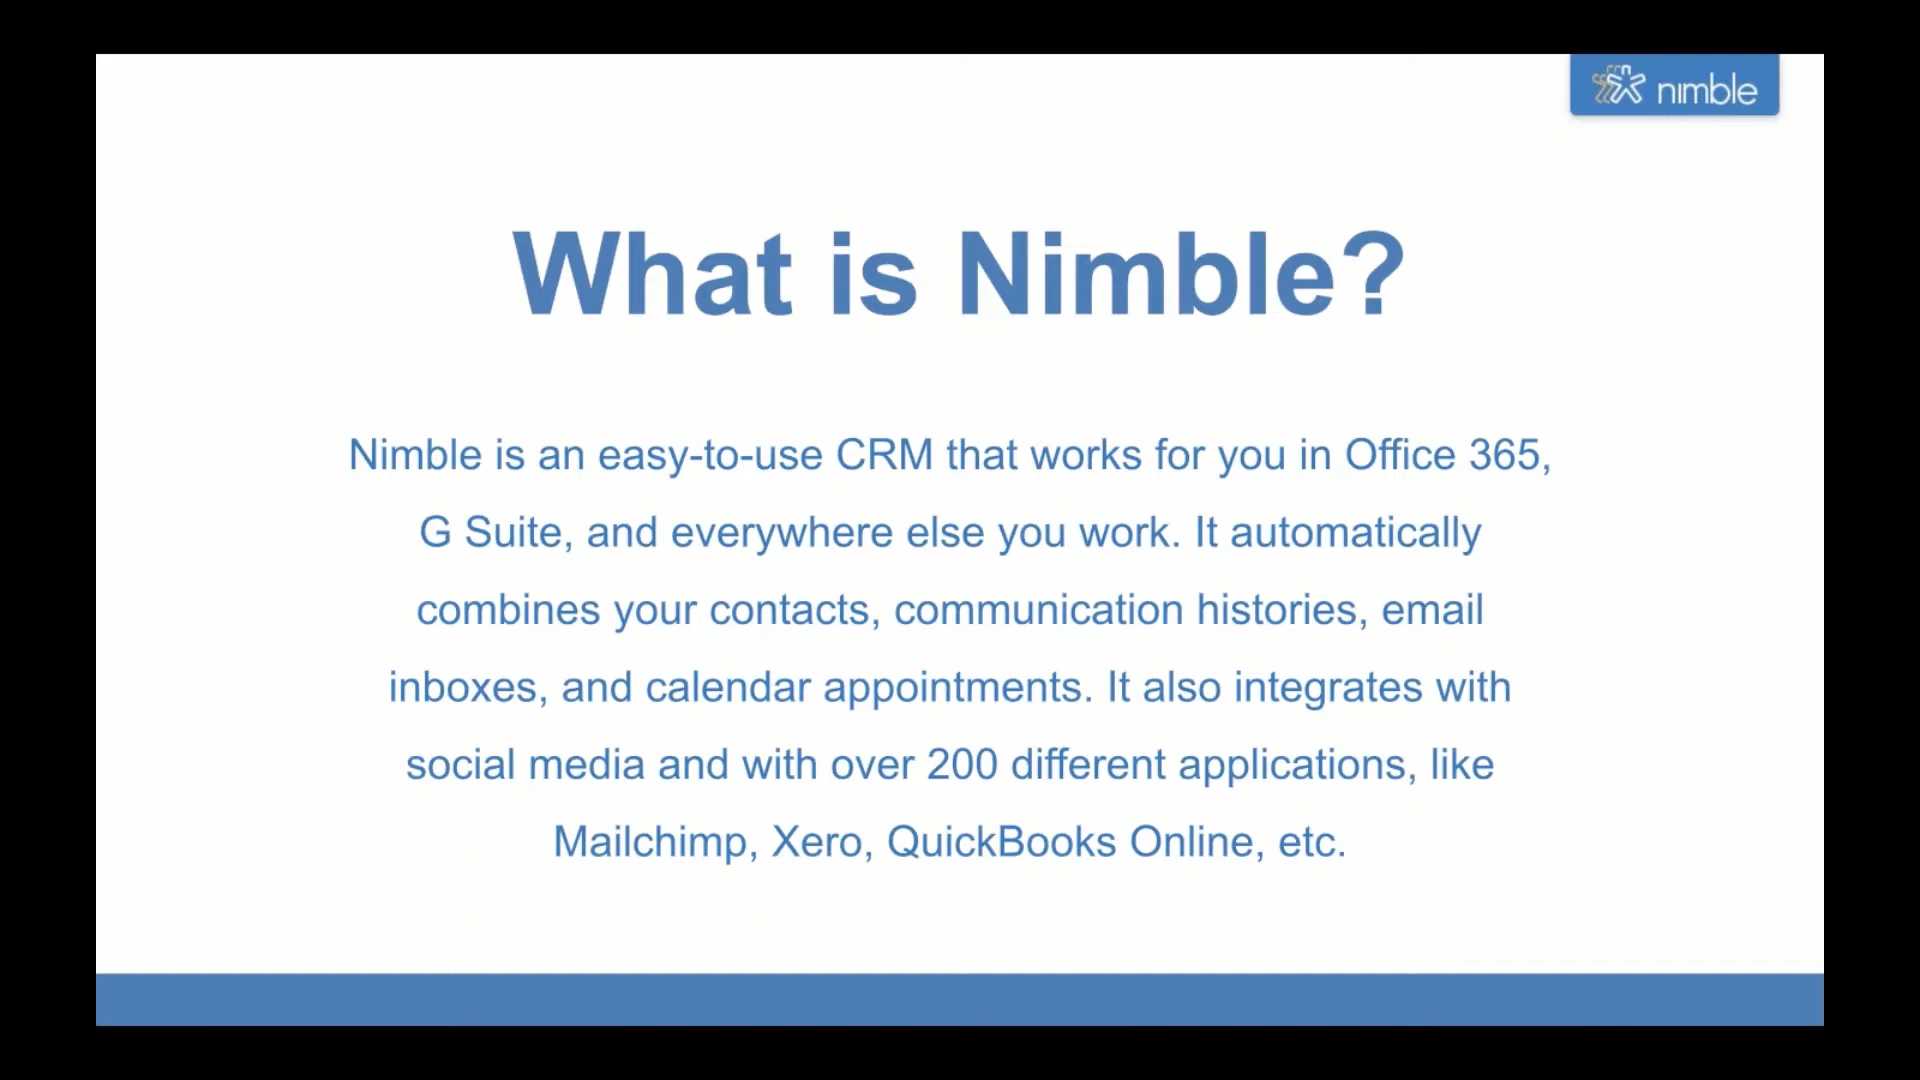 nimble
What is Nimble?
Nimble is an easy-to-use CRM that works for you in Office 365,
G Suite, and everywhere else you work. It automatically
combines your contacts, communication histories, email
inboxes, and calendar appointments. It also integrates with
social media and with over 200 different applications, like
Mailchimp, Xero, QuickBooks Online, etc.